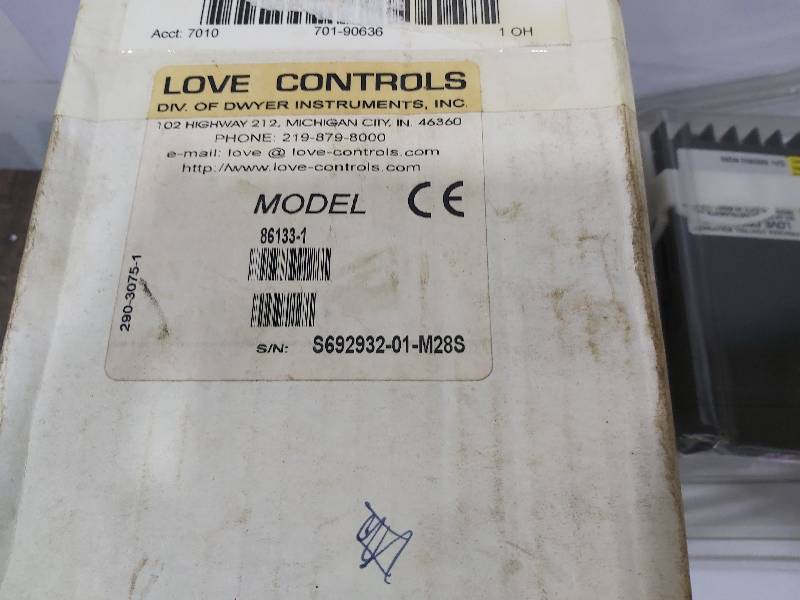 Acct: 7010 701-90636 1 OH
LOVE CONTROLS
DIV. OF DWYER INSTRUMENTS, INC.
102 HIGHWAY 212, MICHIGAN CITY, IN. 46360
PHONE: 219-879-8000
e-mail: love @ love-controls.com
http://www.love-controls.com
MODEL CE
86133-1
290-3075-1
S/N: S692932-01-M28S